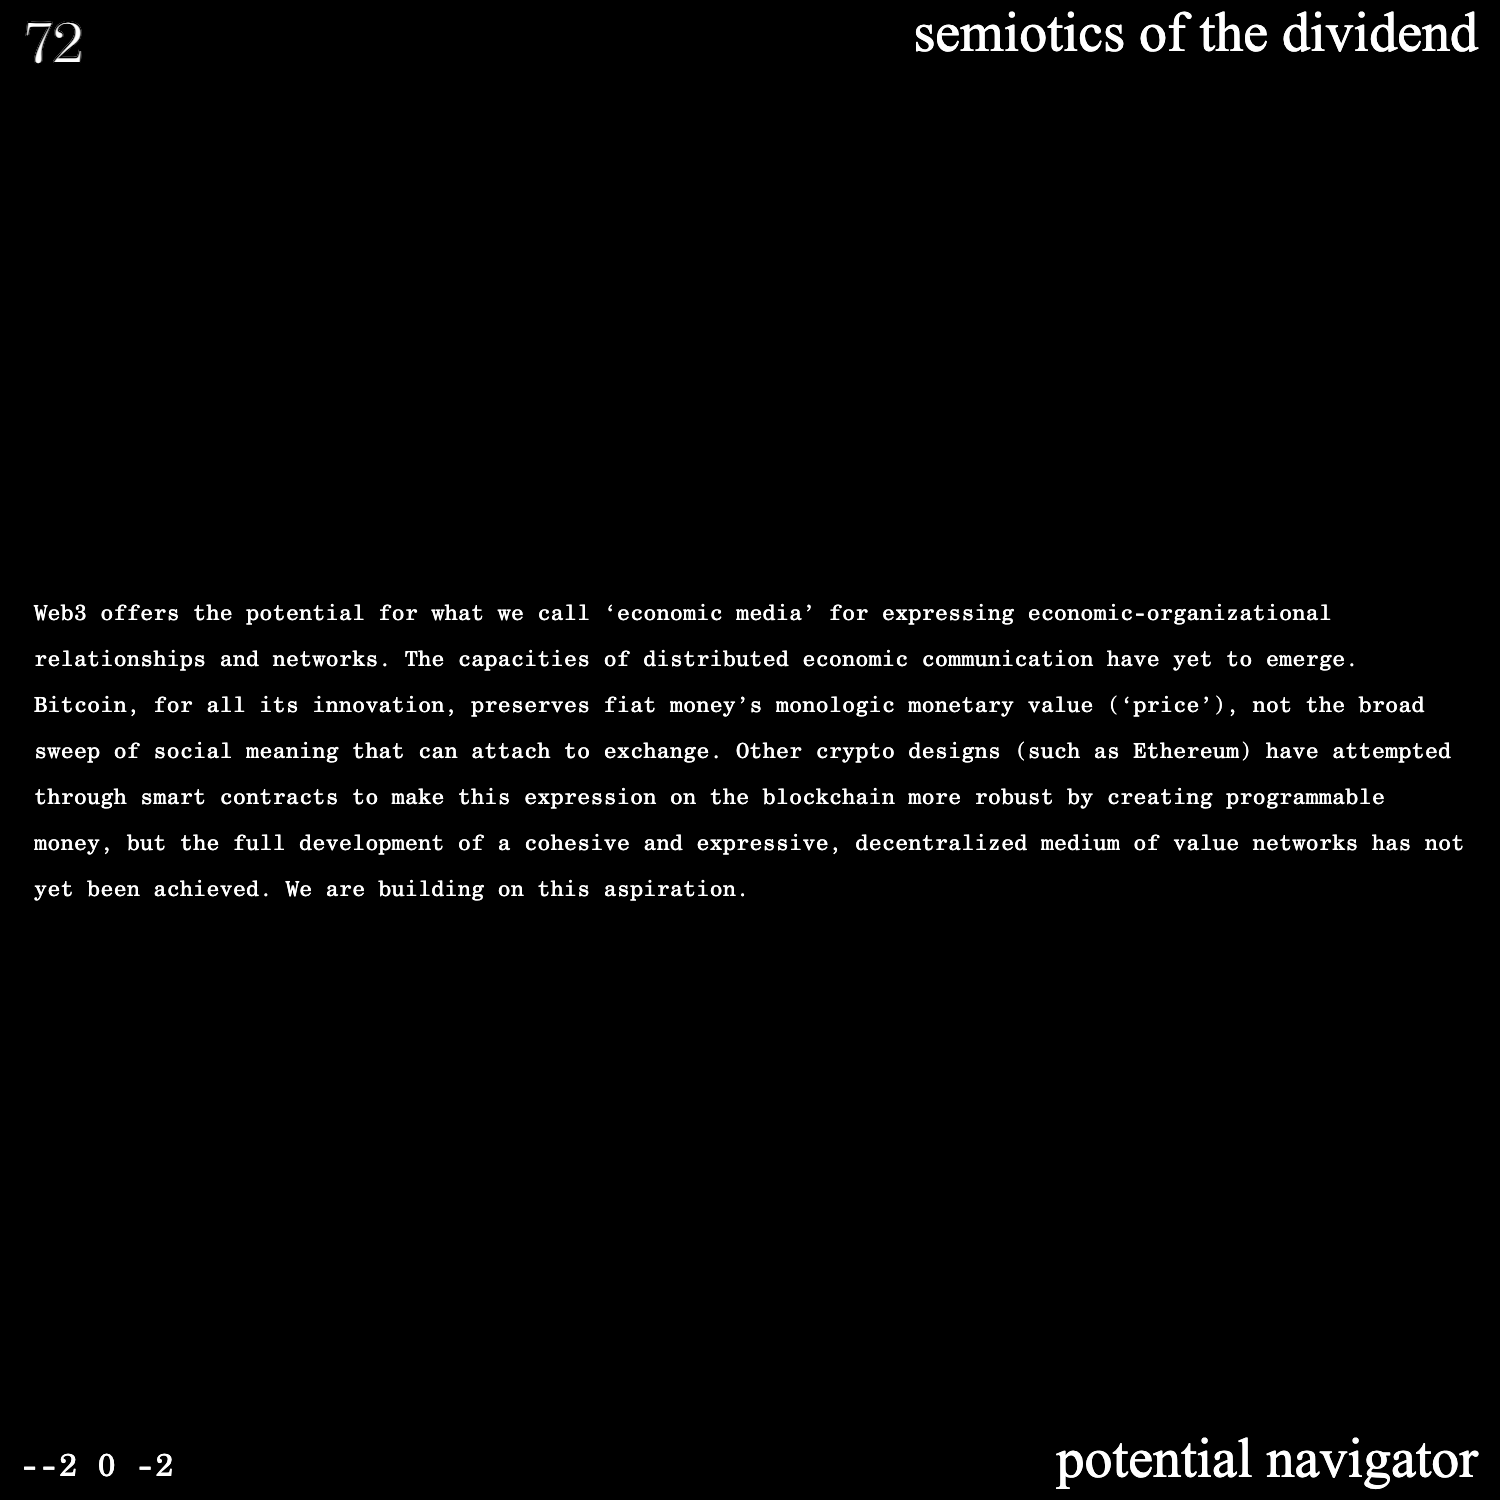 72
semiotics of the dividend
Web3 offers the potential for what we call ‘economic media’ for expressing economic-organizational
relationships and networks. The capacities of distributed economic communication have yet to emerge.
Bitcoin, for all its innovation, preserves fiat money’s monologic monetary value (‘price’), not the broad
sweep of social meaning that can attach to exchange. Other crypto designs (such as Ethereum) have attempted
through smart contracts to make this expression on the blockchain more robust by creating programmable
money, but the full development of a cohesive and expressive, decentralized medium of value networks has not
yet been achieved. We are building on this aspiration.
--2 0 -2
potential navigator